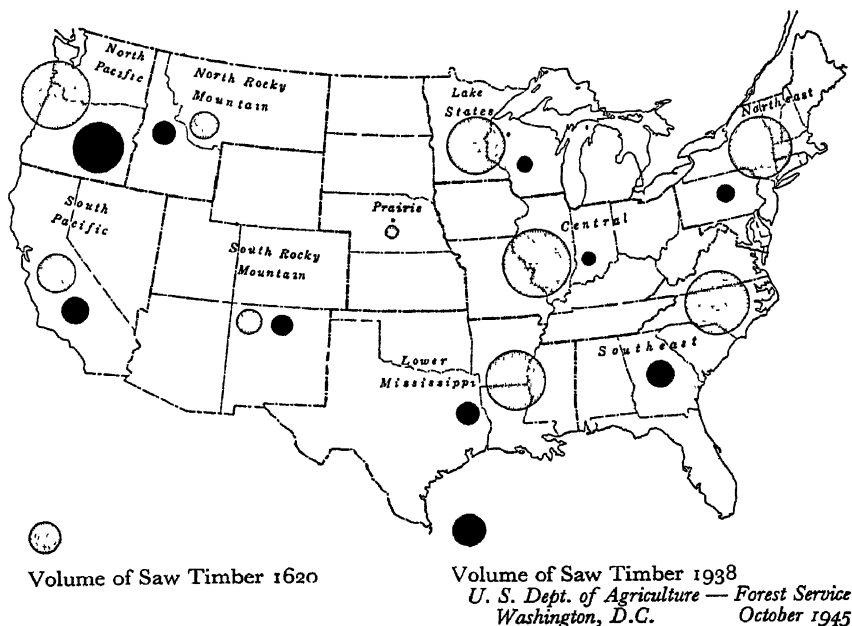 North
Pacific
North Rocky
Mountain
Lake
States
Northeast
South
Pacific
Prairie
Central
South Rocky
Mountain
Southeast
Lower
Mississippi
Volume of Saw Timber 1620
Volume of Saw Timber 1938
U. S. Dept. of Agriculture — Forest Service
Washington, D.C. October 1945